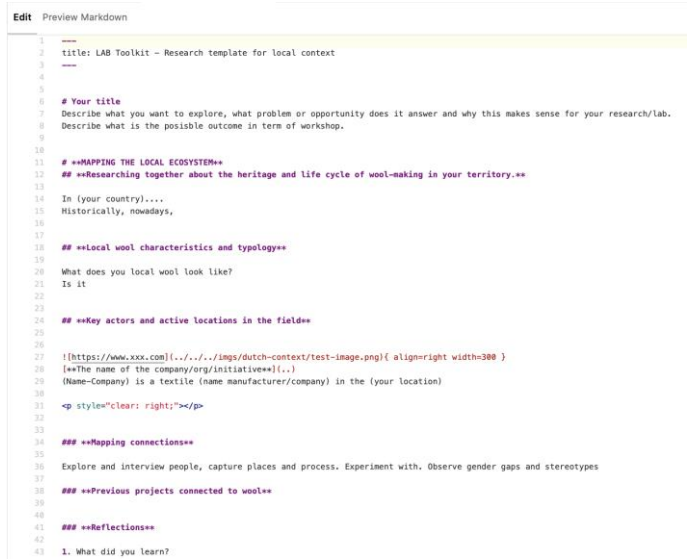 Edit Preview Markdown
1 ---
2 title: LAB Toolkit - Research template for local context
3 ---
4
5
6 # Your title
7 Describe what you want to explore, what problem or opportunity does it answer and why this makes sense for your research/lab.
8 Describe what is the posisble outcome in term of workshop.
9
10
11 # **MAPPING THE LOCAL ECOSYSTEM**
12 ## **Researching together about the heritage and life cycle of wool-making in your territory.**
13
14 In (your country)....
15 Historically, nowadays,
16
17
18 ## **Local wool characteristics and typology**
19
20 What does you local wool look like?
21 Is it
22
23
24 ## **Key actors and active locations in the field**
25
26
27 ![https://www.xxx.com](../../../imgs/dutch-context/test-image.png){ align=right width=300 }
28 [**The name of the company/org/initiative**](..)
29 (Name-Company) is a textile (name manufacturer/company) in the (your location)
30
31 <p style="clear: right;"></p>
32
33
34 ### **Mapping connections**
35
36 Explore and interview people, capture places and process. Experiment with. Observe gender gaps and stereotypes
37
38 ### **Previous projects connected to wool**
39
40
41 ### **Reflections**
42
43 1. What did you learn?